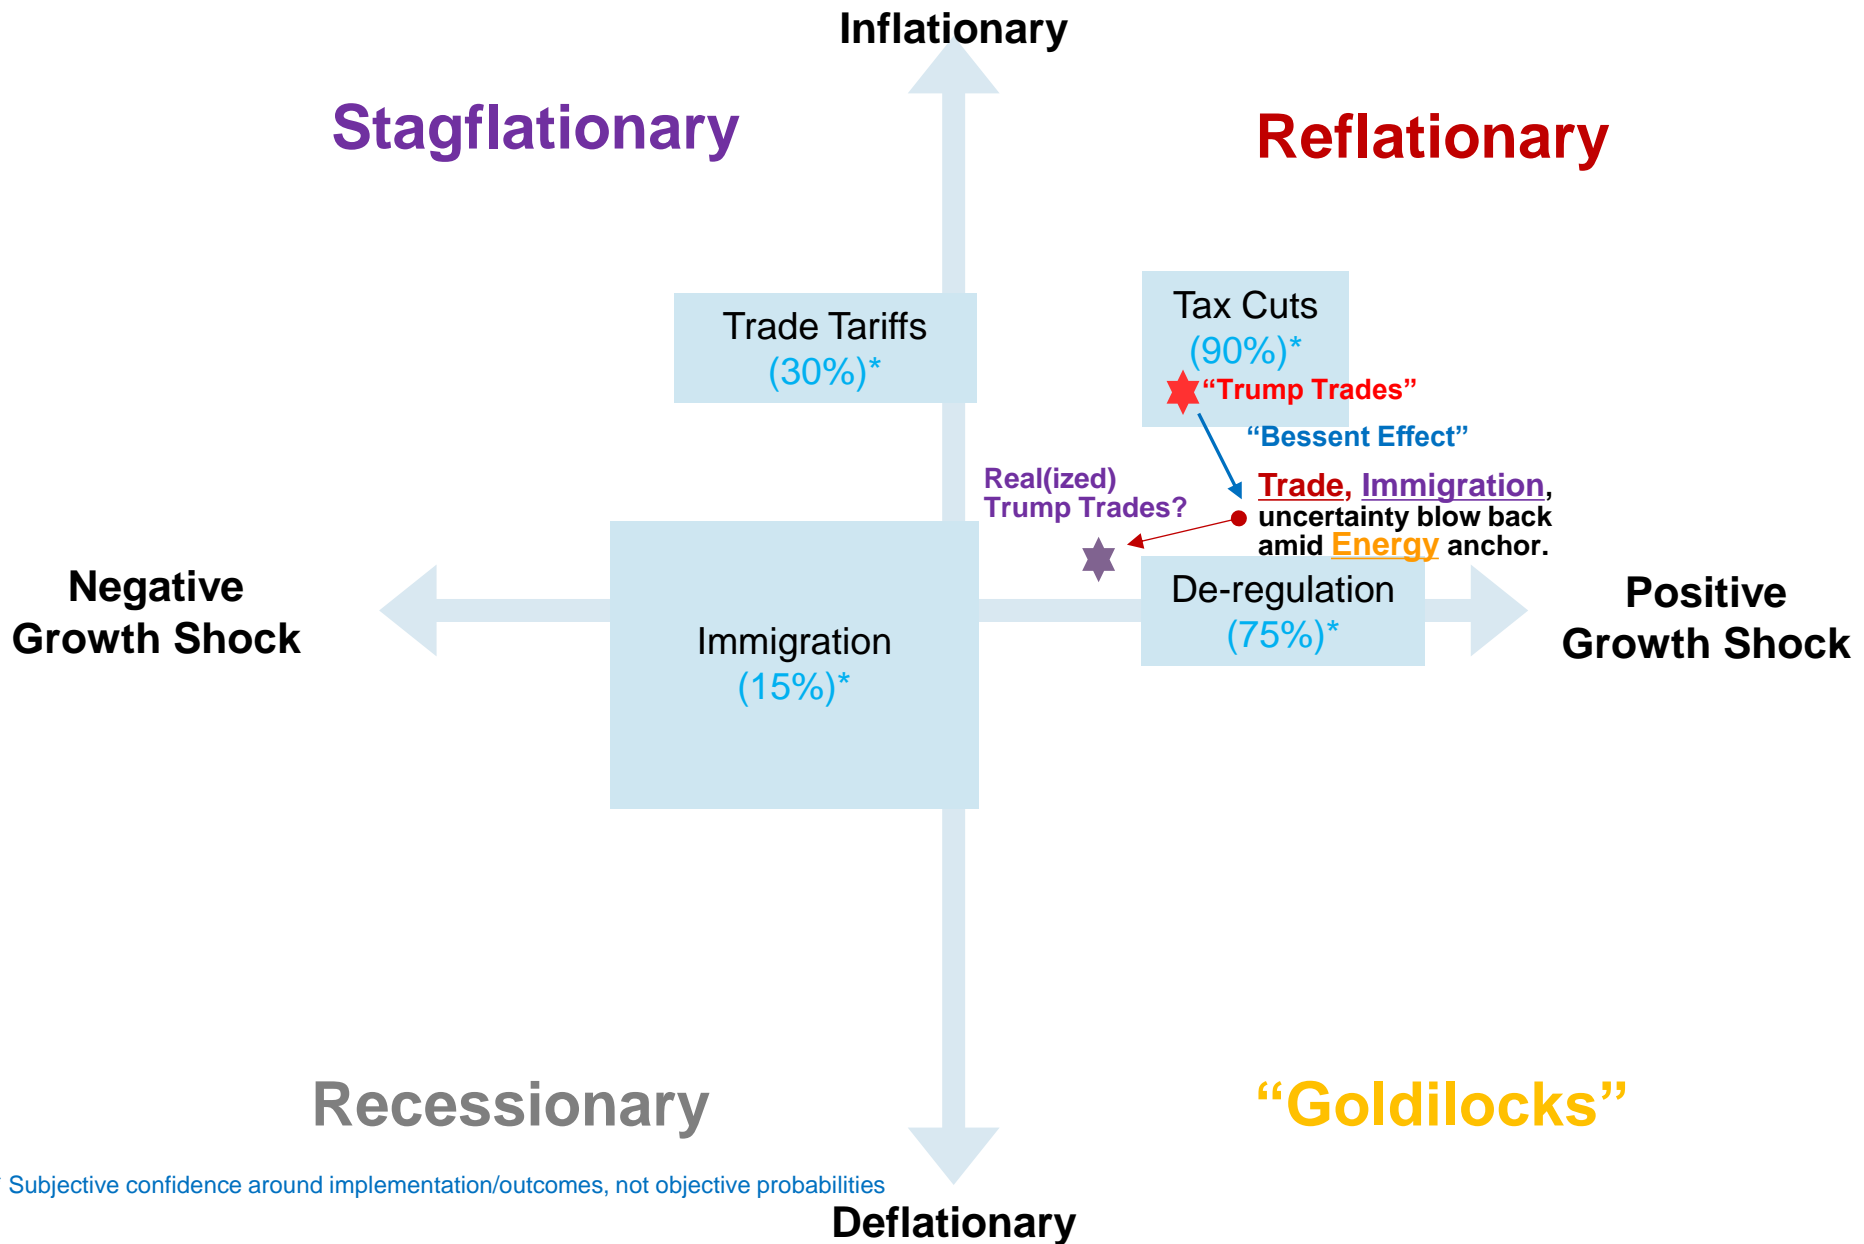 Inflationary
Stagflationary
Reflationary
Trade Tariffs
(30%)*
Tax Cuts
(90%)*
“Trump Trades”
“Bessent Effect”
Real(ized)
Trump Trades?
Trade, Immigration,
uncertainty blow back
amid Energy anchor.
Negative
Growth Shock
Immigration
(15%)*
De-regulation
(75%)*
Positive
Growth Shock
Recessionary
“Goldilocks”
* Subjective confidence around implementation/outcomes, not objective probabilities
Deflationary